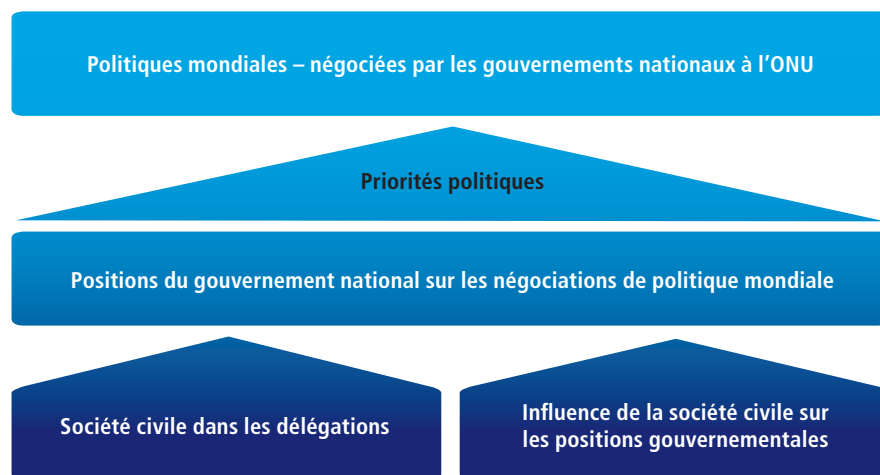 Politiques mondiales – négociées par les gouvernements nationaux à l’ONU
Priorités politiques
Positions du gouvernement national sur les négociations de politique mondiale
Société civile dans les délégations
Influence de la société civile sur
les positions gouvernementales